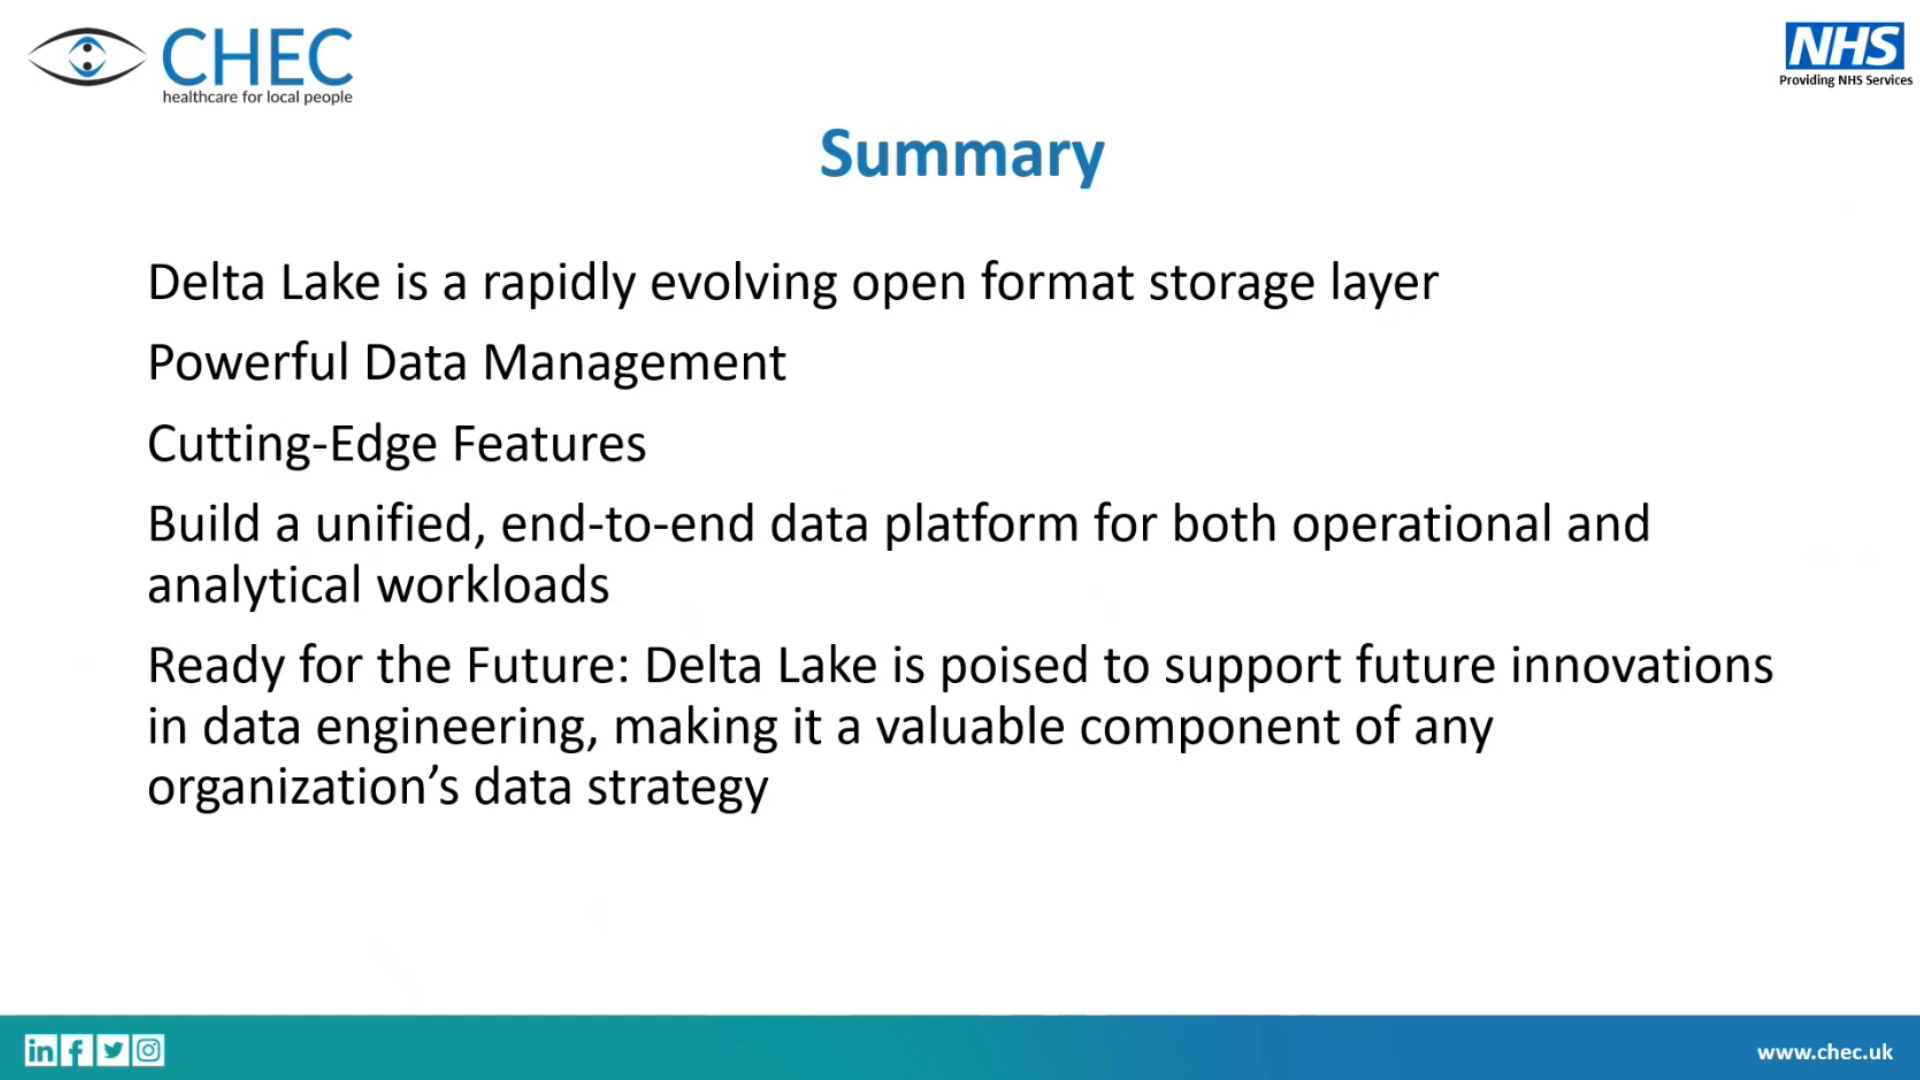 CHEC
healthcare for local people
NHS
Providing NHS Services
Summary
Delta Lake is a rapidly evolving open format storage layer
Powerful Data Management
Cutting-Edge Features
Build a unified, end-to-end data platform for both operational and
analytical workloads
Ready for the Future: Delta Lake is poised to support future innovations
in data engineering, making it a valuable component of any
organization’s data strategy
in f
www.chec.uk